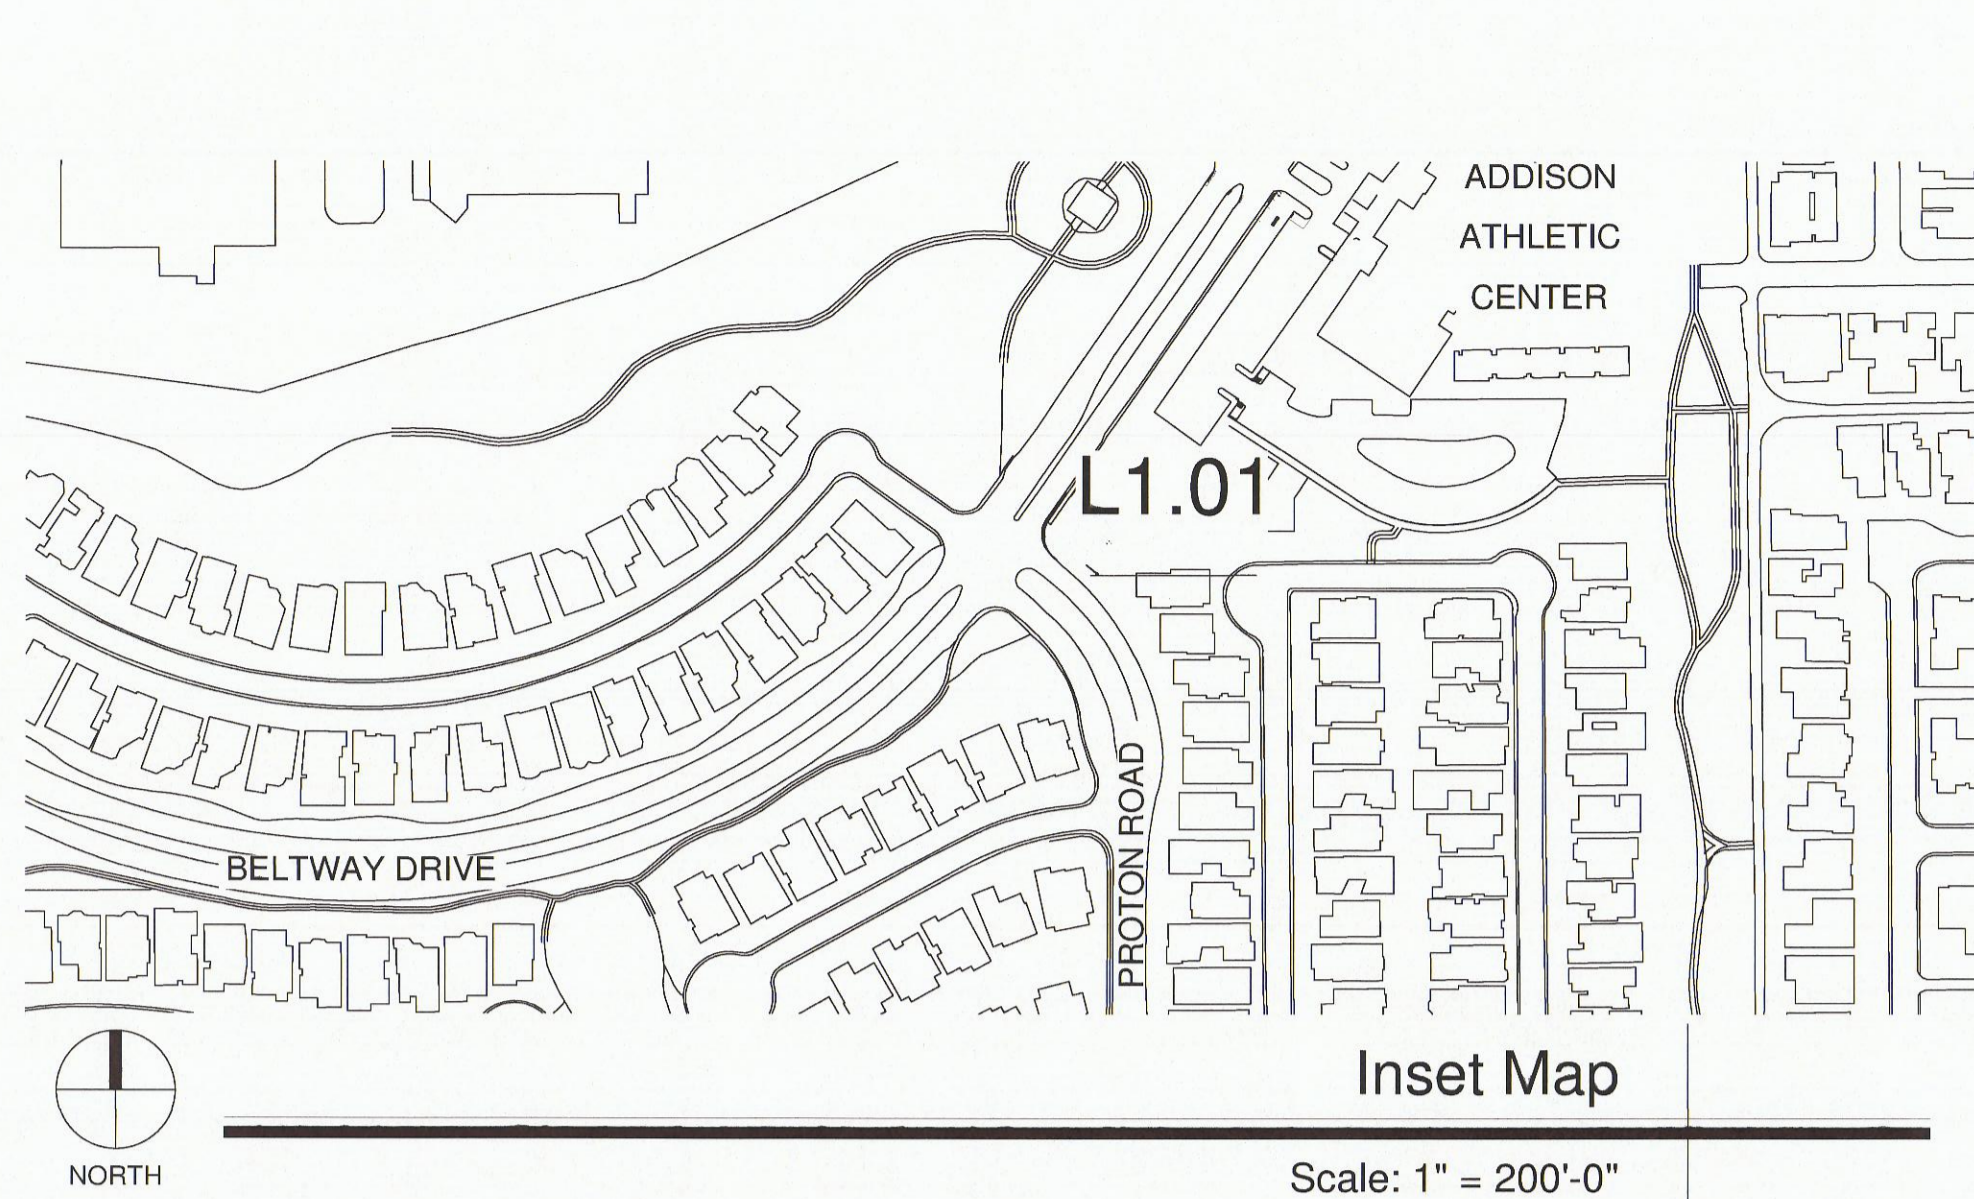 ADDISON
ATHLETIC
CENTER
L1.01
PROTON ROAD
BELTWAY DRIVE
NORTH
Inset Map
Scale: 1" = 200'-0"